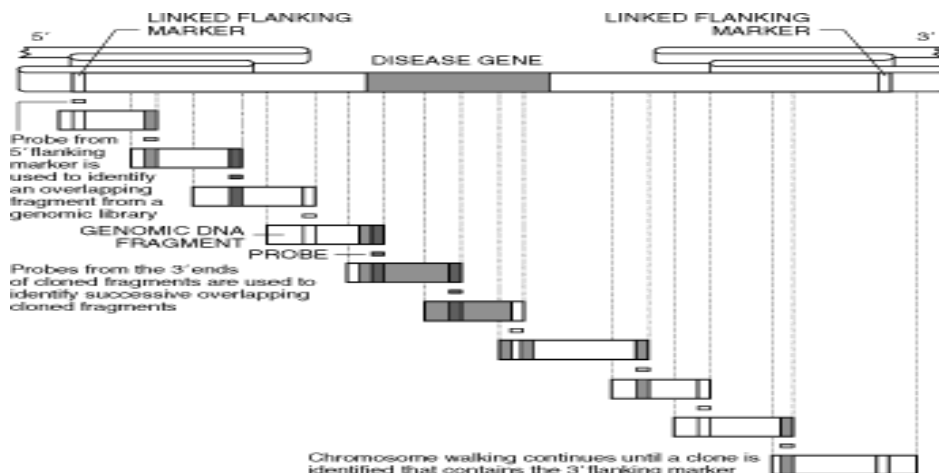 LINKED FLANKING
MARKER
LINKED FLANKING
MARKER
5′
3′
DISEASE GENE
Probe from
5′ flanking
marker is
used to identify
an overlapping
fragment from a
genomic library
GENOMIC DNA
FRAGMENT
PROBE
Probes from the 3′ ends
of cloned fragments are used to
identify successive overlapping
cloned fragments
Chromosome walking continues until a clone is
identified that contains the 3′ flanking marker